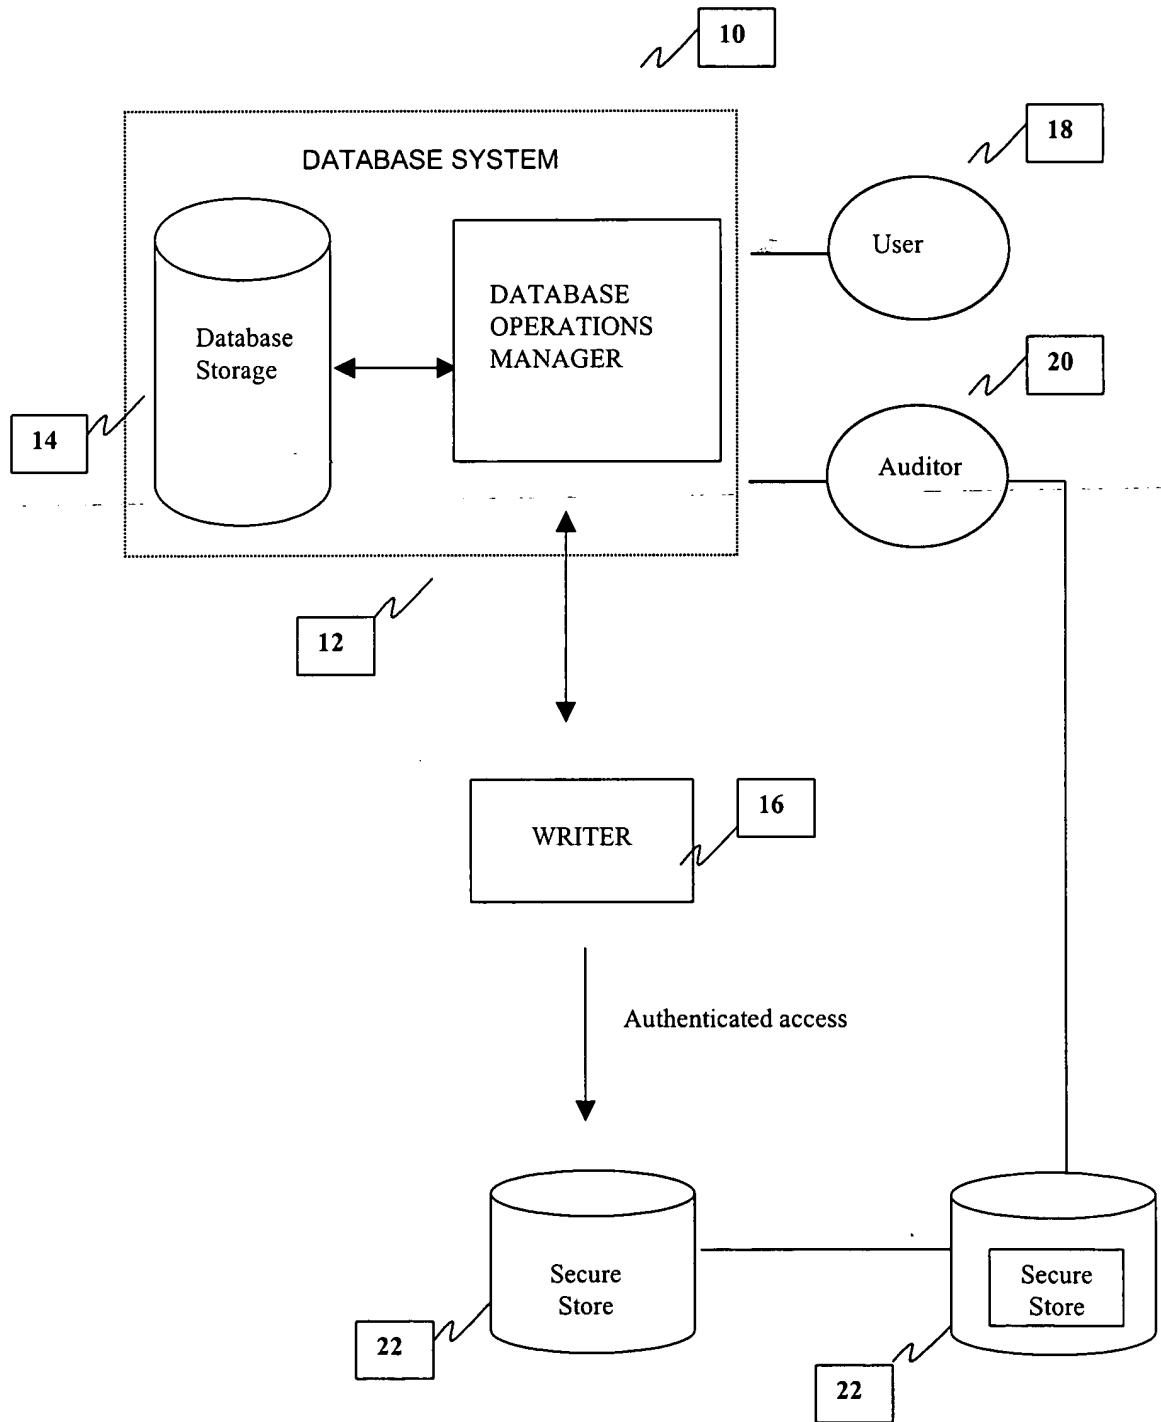 10
18
DATABASE SYSTEM
User
DATABASE
OPERATIONS
MANAGER
Database
Storage
20
14
Auditor
12
16
WRITER
Authenticated access
Secure
Store
Secure
Store
22
22